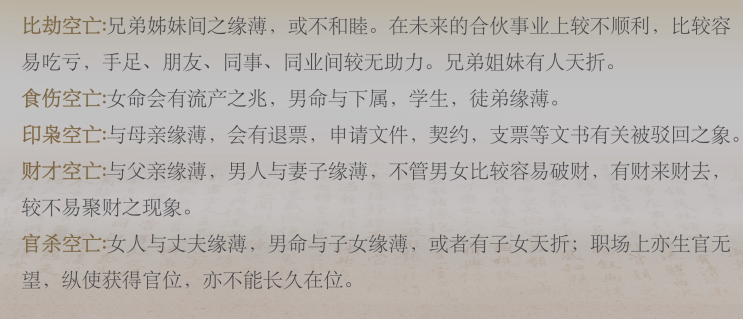 比劫空亡:兄弟姊妹间之缘薄，或不和睦。在未来的合伙事业上较不顺利，比较容
易吃亏，手足、朋友、同事、同业间较无助力。兄弟姐妹有人夭折。
食伤空亡:女命会有流产之兆，男命与下属，学生，徒弟缘薄。
印枭空亡:与母亲缘薄，会有退票，申请文件，契约，支票等文书有关被驳回之象。
财才空亡:与父亲缘薄，男人与妻子缘薄，不管男女比较容易破财，有财来财去，
较不易聚财之现象。
官杀空亡:女人与丈夫缘薄，男命与子女缘薄，或者有子女夭折；职场上亦生官无
望，纵使获得官位，亦不能长久在位。